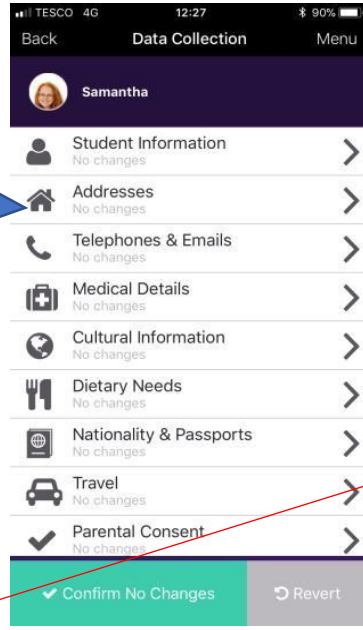 TESCO 4G 12:27 90%
Back Data Collection Menu
Samantha
Student Information
No changes
Addresses
No changes
Telephones & Emails
No changes
Medical Details
No changes
Cultural Information
No changes
Dietary Needs
No changes
Nationality & Passports
No changes
Travel
No changes
Parental Consent
No changes
Confirm No Changes Revert